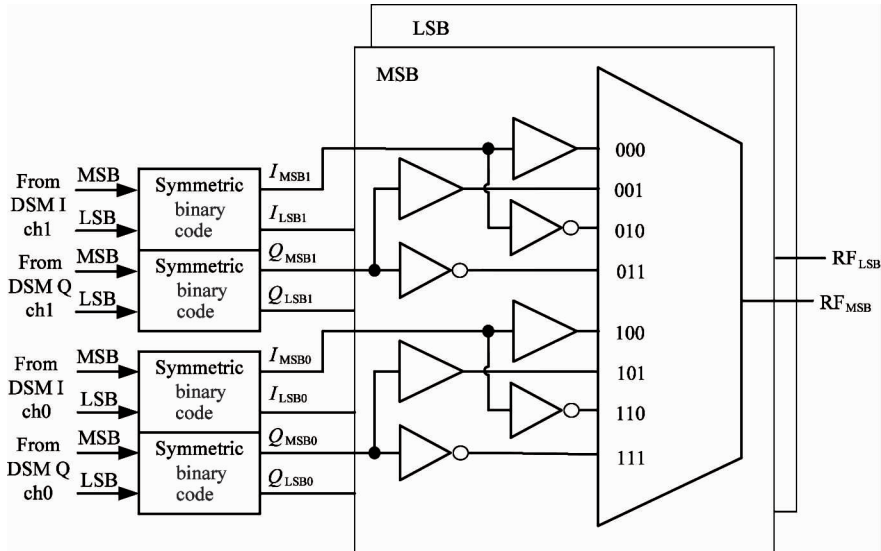 LSB
MSB
From
DSM I
ch1
MSB
LSB
Symmetric
binary
code
I_MSB1
I_LSB1
From
DSM Q
ch1
MSB
LSB
Symmetric
binary
code
Q_MSB1
Q_LSB1
From
DSM I
ch0
MSB
LSB
Symmetric
binary
code
I_MSB0
I_LSB0
From
DSM Q
ch0
MSB
LSB
Symmetric
binary
code
Q_MSB0
Q_LSB0
000
001
010
011
100
101
110
111
RF_LSB
RF_MSB